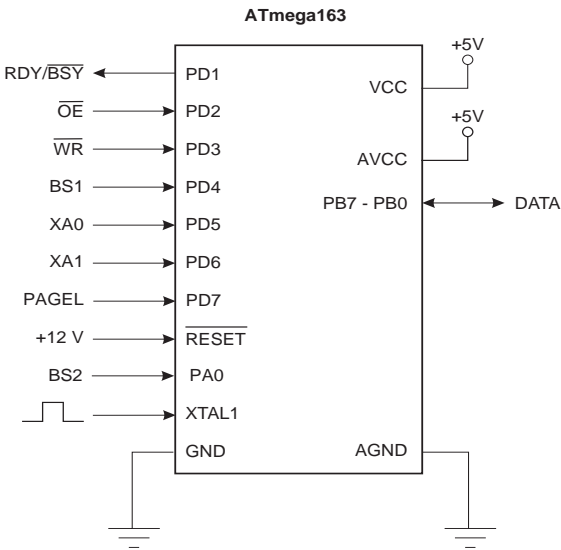 ATmega163
RDY/BSY PD1
OE PD2
WR PD3
BS1 PD4
XA0 PD5
XA1 PD6
PAGEL PD7
+12 V RESET
BS2 PA0
XTAL1
GND
+5V
VCC
+5V
AVCC
PB7 - PB0 DATA
AGND